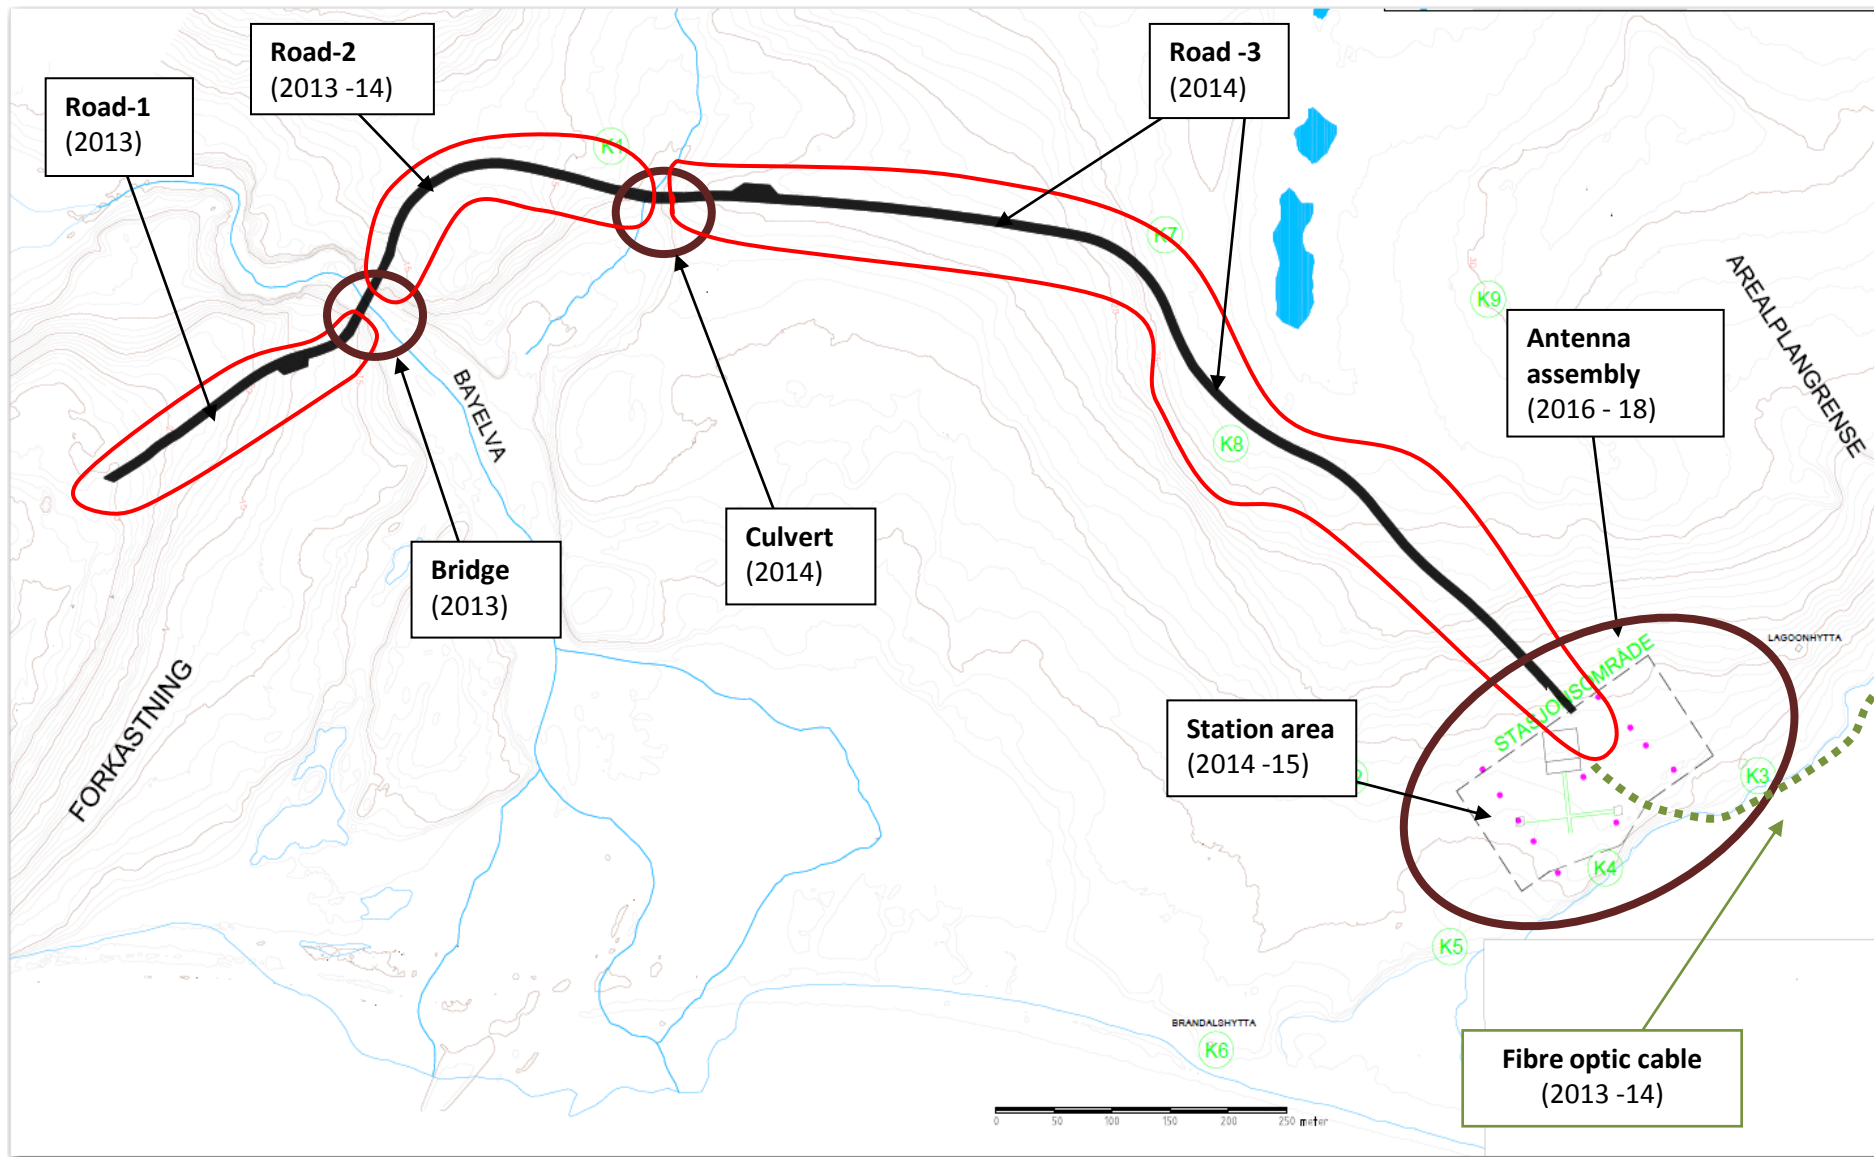 Road-2
(2013 -14)
Road -3
(2014)
Road-1
(2013)
K1
K7
K9
AREALPLANGRENSE
Antenna
assembly
(2016 - 18)
BAYELVA
K8
Culvert
(2014)
Bridge
(2013)
LAGOONHYTTA
STASJONSOMRÅDE
FORKASTNING
Station area
(2014 -15)
K3
K4
K5
BRANDALSHYTTA
K6
Fibre optic cable
(2013 -14)
0 50 100 150 200 250 meter